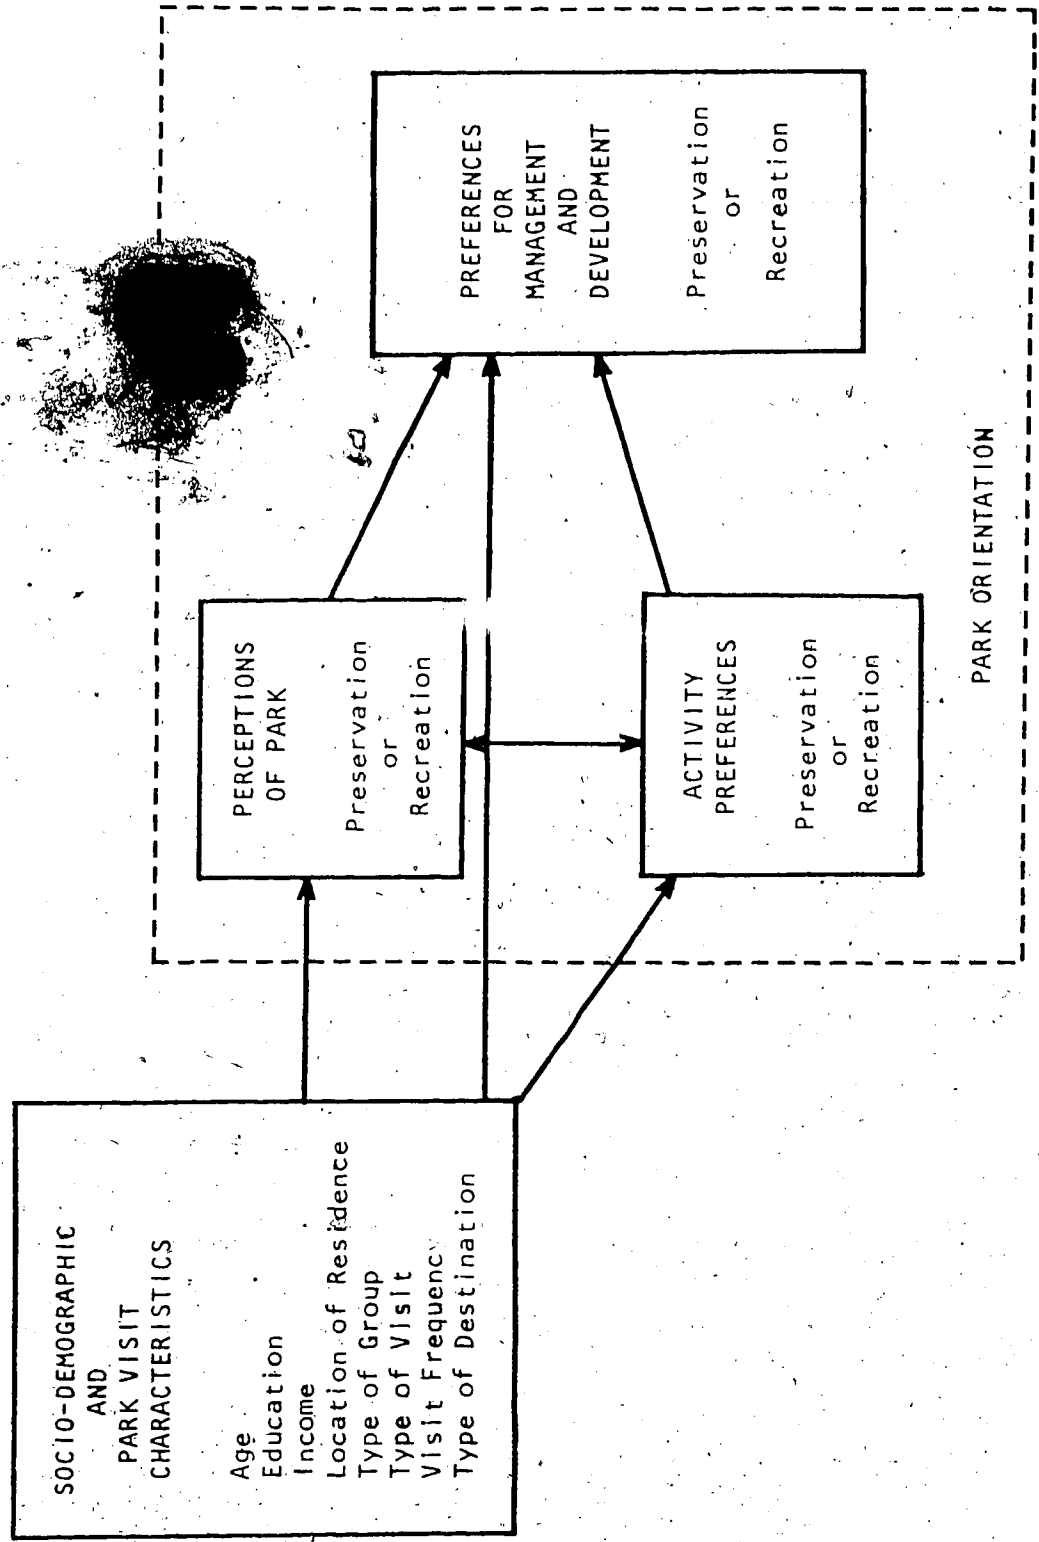 SOCIO-DEMOGRAPHIC
AND
PARK VISIT
CHARACTERISTICS
Age
Education
Income
Location of Residence
Type of Group
Type of Visit
Visit Frequency
Type of Destination
PERCEPTIONS
OF PARK
Preservation
or
Recreation
ACTIVITY
PREFERENCES
Preservation
or
Recreation
PREFERENCES
FOR
MANAGEMENT
AND
DEVELOPMENT
Preservation
or
Recreation
PARK ORIENTATION